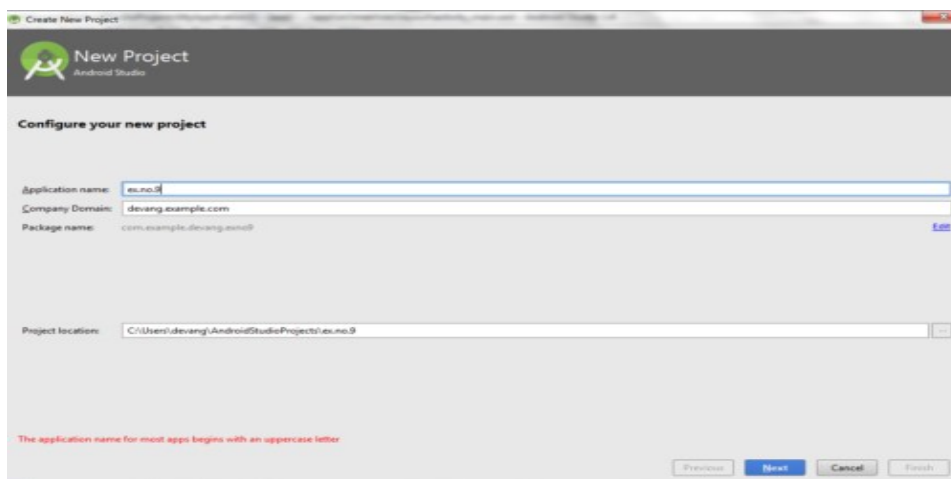 Create New Project
New Project
Android Studio
Configure your new project
Application name: ex.no.9
Company Domain: devang.example.com
Package name: com.example.devang.exno9
Edit
Project location: C:\Users\devang\AndroidStudioProjects\ex.no.9
...
The application name for most apps begins with an uppercase letter
Previous Next Cancel Finish